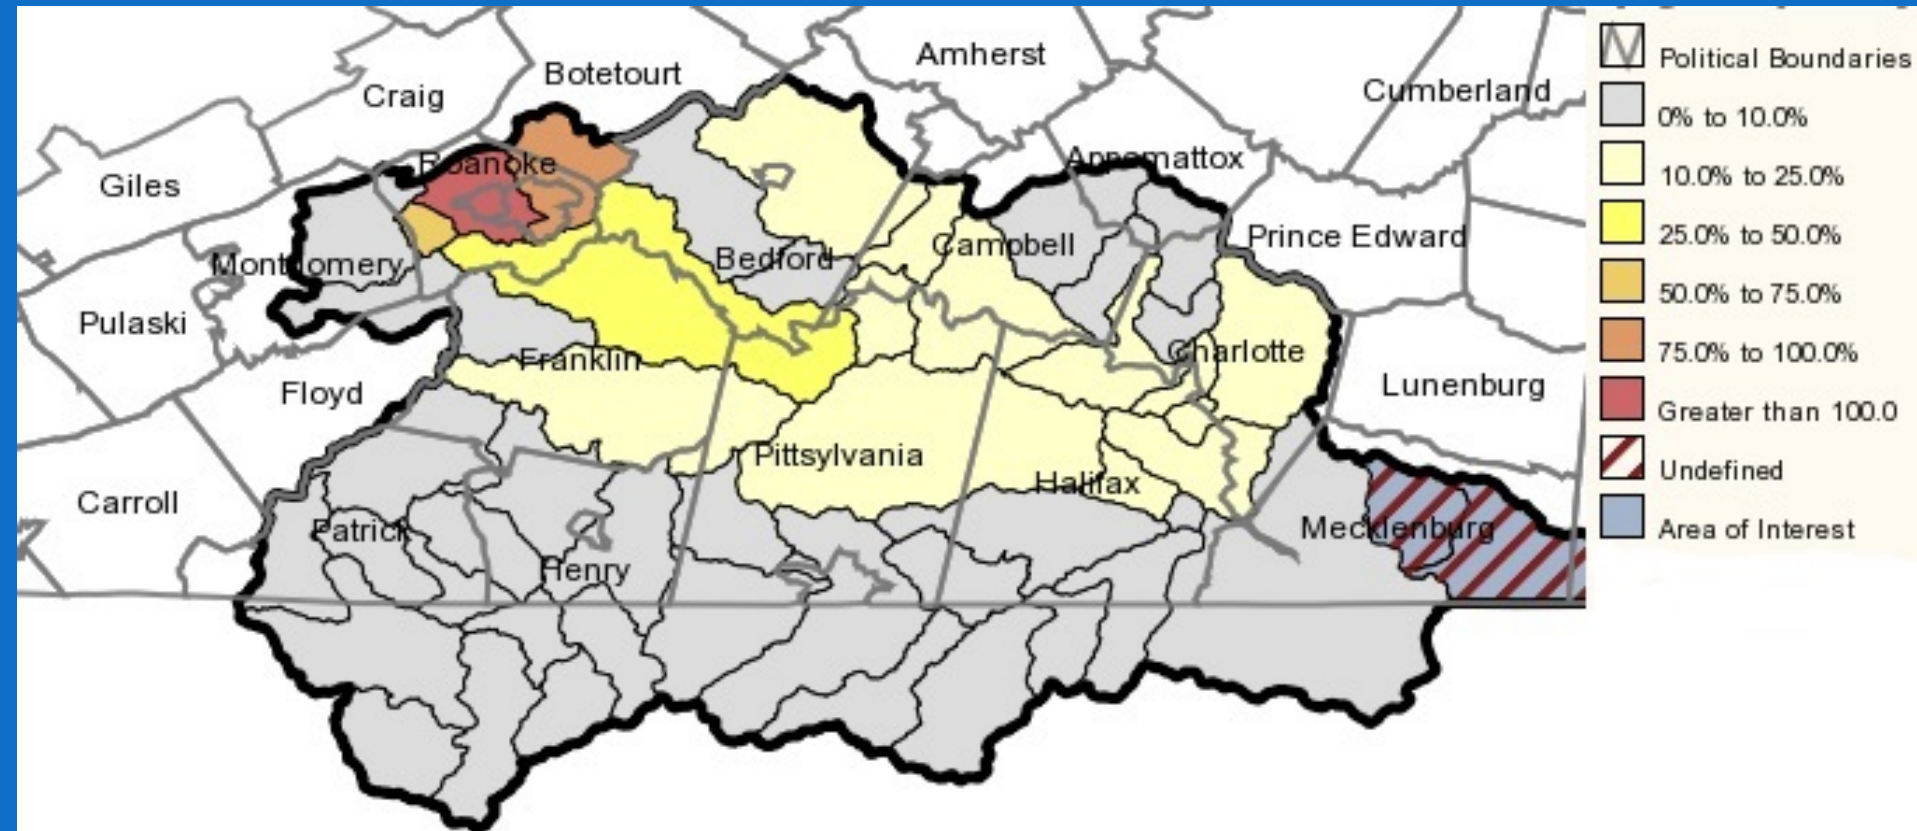 Amherst
Botetourt
Craig
Cumberland
Roanoke
Appomattox
Giles
Prince Edward
Campbell
Bedford
Montgomery
Pulaski
Charlotte
Franklin
Floyd
Lunenburg
Pittsylvania
Halifax
Carroll
Patrick
Mecklenburg
Henry
Political Boundaries
0% to 10.0%
10.0% to 25.0%
25.0% to 50.0%
50.0% to 75.0%
75.0% to 100.0%
Greater than 100.0
Undefined
Area of Interest